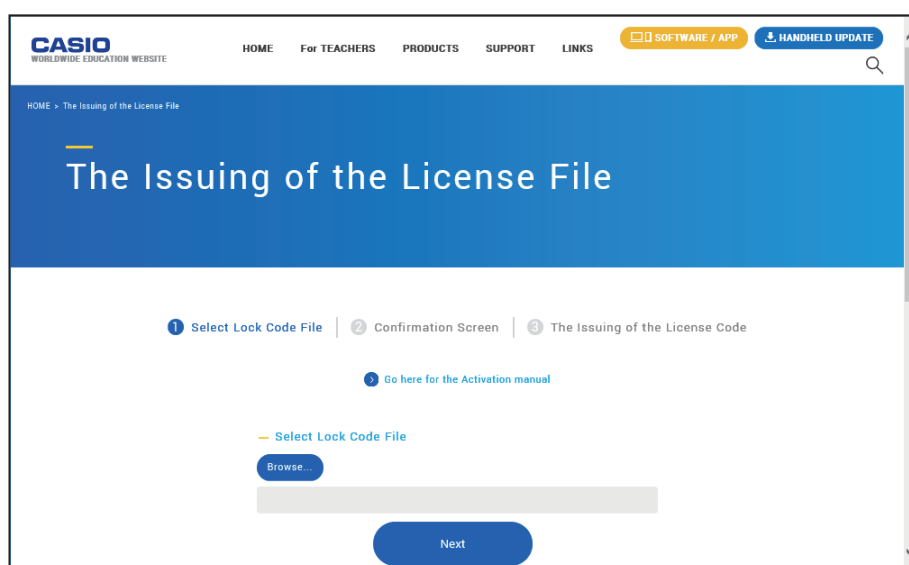 CASIO
WORLDWIDE EDUCATION WEBSITE
HOME For TEACHERS PRODUCTS SUPPORT LINKS
SOFTWARE / APP
HANDHELD UPDATE
HOME > The Issuing of the License File
The Issuing of the License File
1 Select Lock Code File 2 Confirmation Screen 3 The Issuing of the License Code
Go here for the Activation manual
Select Lock Code File
Browse...
Next